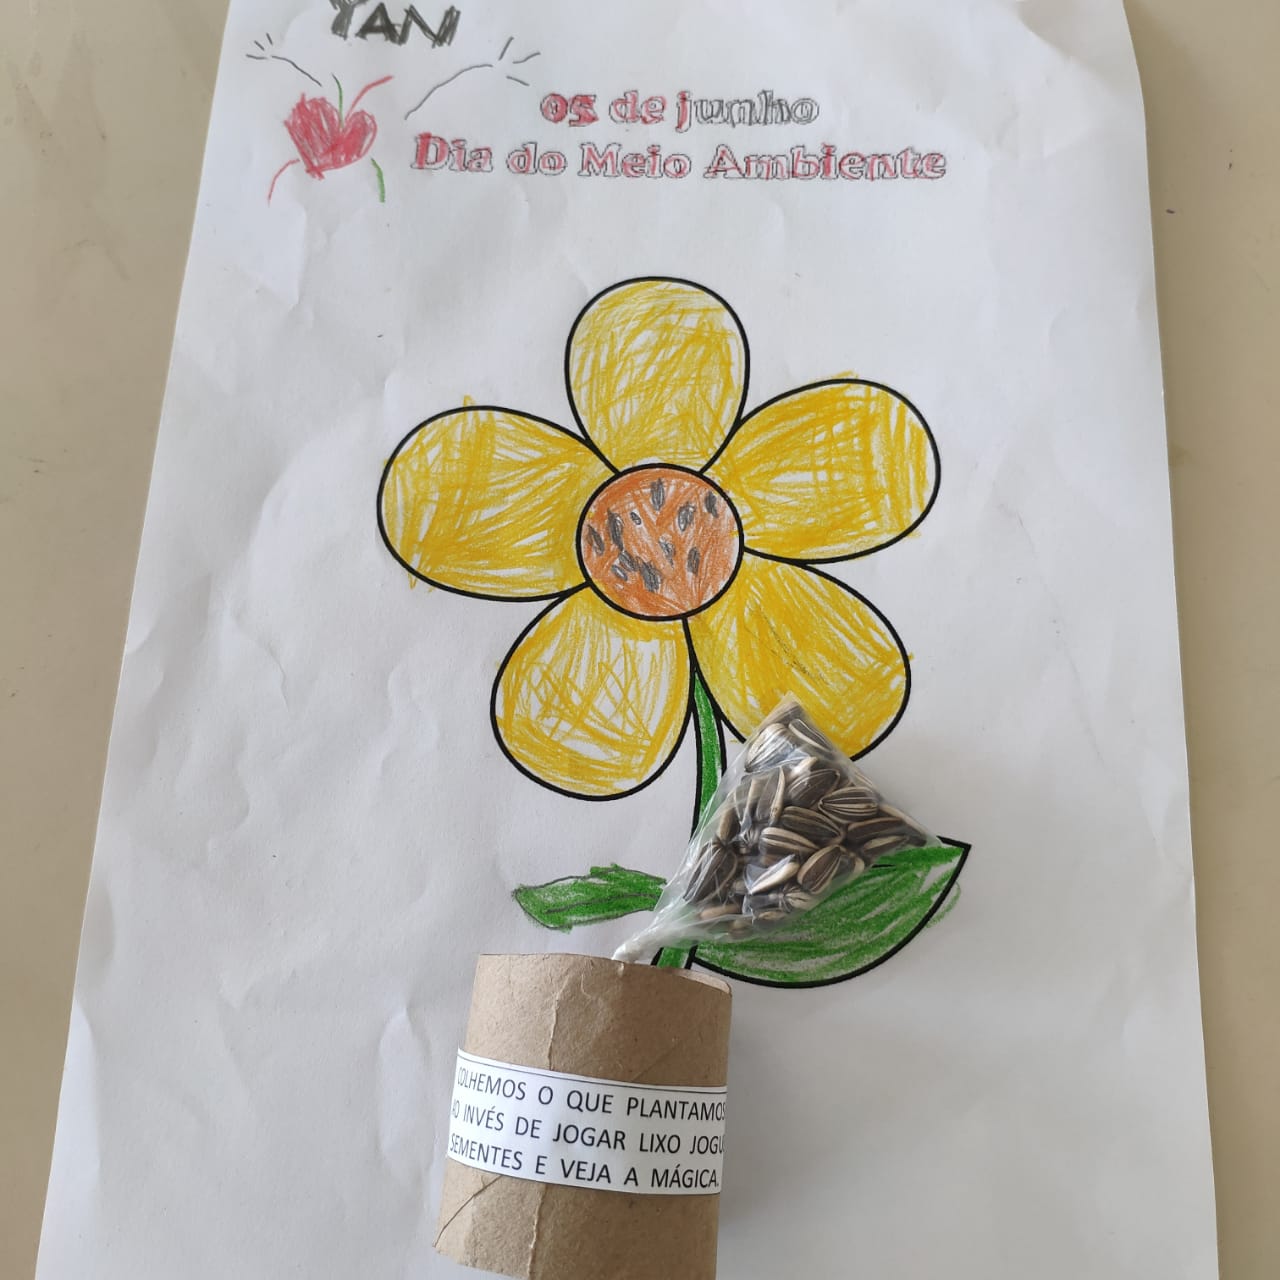 YAN
05 de junho
Dia do Meio Ambiente
COLHEMOS O QUE PLANTAMOS
AO INVÉS DE JOGAR LIXO JOGU
SEMENTES E VEJA A MÁGICA.